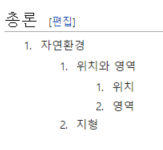 총론 [편집]
1. 자연환경
1. 위치와 영역
1. 위치
2. 영역
2. 지형